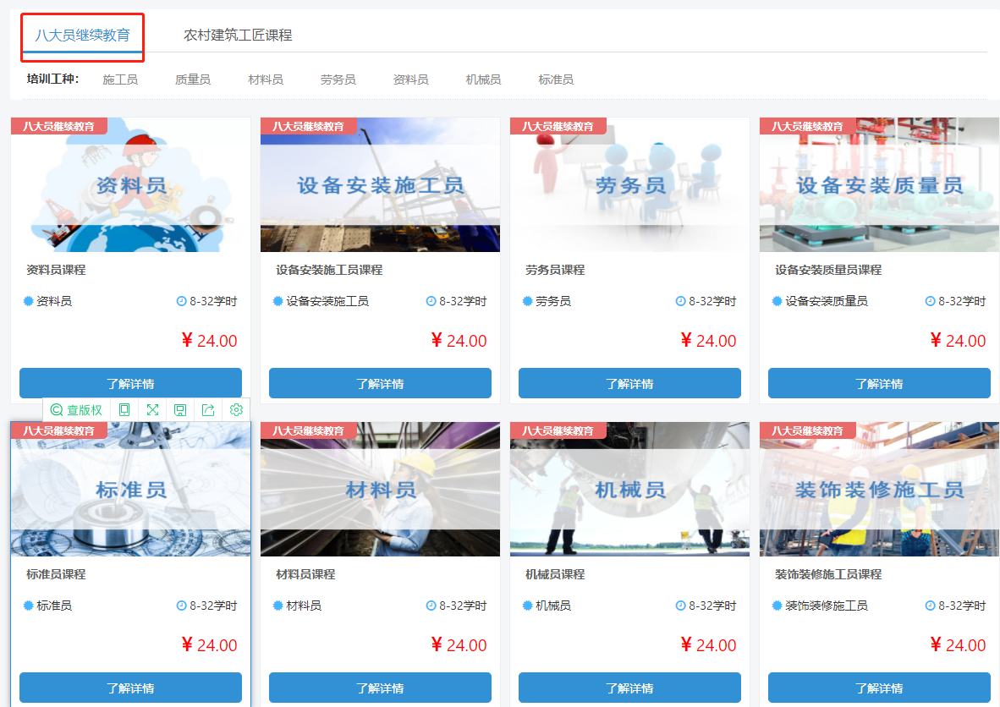 八大员继续教育 农村建筑工匠课程
培训工种： 施工员 质量员 材料员 劳务员 资料员 机械员 标准员
八大员继续教育 八大员继续教育 八大员继续教育 八大员继续教育
资料员 设备安装施工员 劳务员 设备安装质量员
资料员课程 设备安装施工员课程 劳务员课程 设备安装质量员课程
资料员 8-32学时 设备安装施工员 8-32学时 劳务员 8-32学时 设备安装质量员 8-32学时
¥ 24.00 ¥ 24.00 ¥ 24.00 ¥ 24.00
了解详情 了解详情 了解详情 了解详情
查版权
八大员继续教育 八大员继续教育 八大员继续教育 八大员继续教育
标准员 材料员 机械员 装饰装修施工员
标准员课程 材料员课程 机械员课程 装饰装修施工员课程
标准员 8-32学时 材料员 8-32学时 机械员 8-32学时 装饰装修施工员 8-32学时
¥ 24.00 ¥ 24.00 ¥ 24.00 ¥ 24.00
了解详情 了解详情 了解详情 了解详情